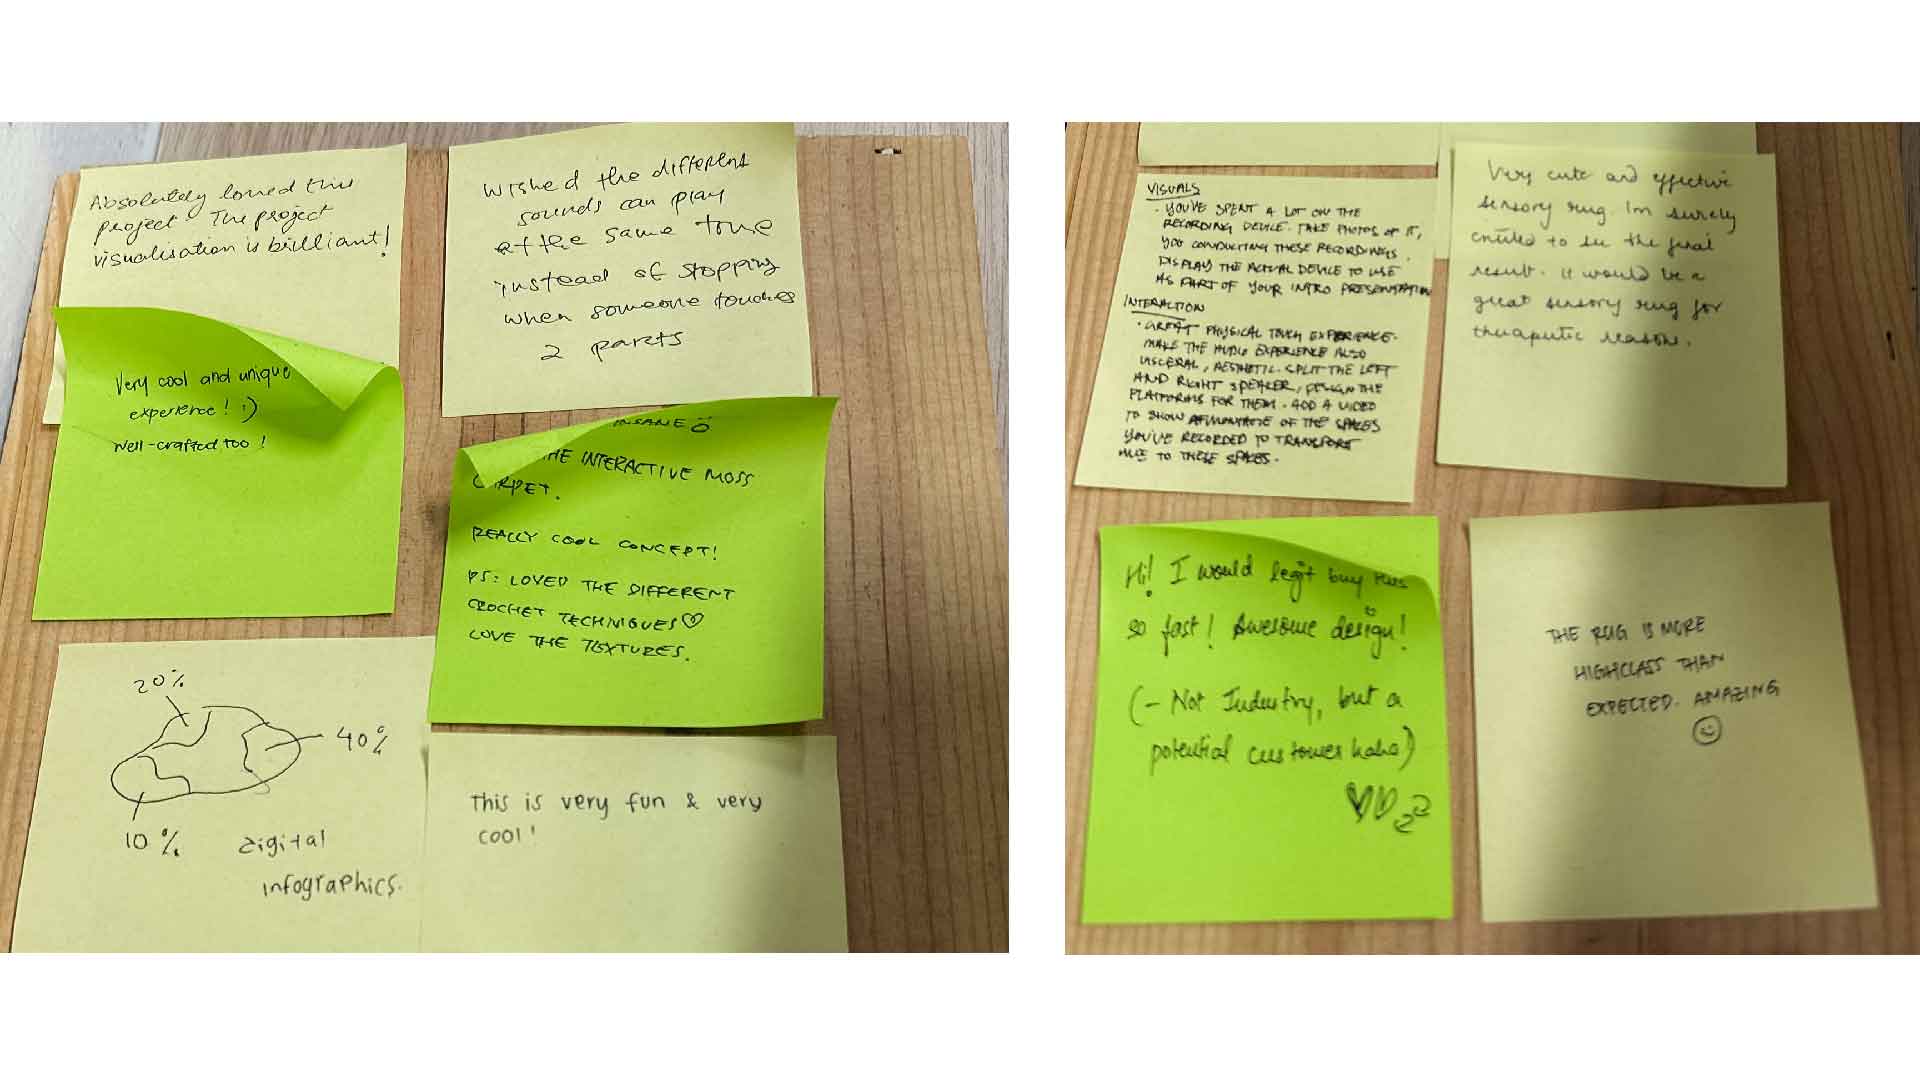 Absolutely loved this
project. The project
visualisation is brilliant!
Wished the different
sounds can play
at the same time
instead of stopping
when someone touches
2 parts
Very cool and unique
experience! :)
Well-crafted too!
INSANE
THE INTERACTIVE MOSS
CARPET.
REALLY COOL CONCEPT!
PS: LOVED THE DIFFERENT
CROCHET TECHNIQUES♡
LOVE THE TEXTURES.
20%
40%
10%
Digital
infographics.
This is very fun & very
cool!
VISUALS
· YOU'VE SPENT A LOT ON THE
RECORDING DEVICE. TAKE PHOTOS OF IT,
YOU CONDUCTING THESE RECORDINGS.
DISPLAY THE ACTUAL DEVICE TO USE
AS PART OF YOUR INTRO PRESENTATION
INTERACTION
· GREAT PHYSICAL TOUCH EXPERIENCE.
MAKE THE AUDIO EXPERIENCE ALSO
VISCERAL, AESTHETIC. SPLIT THE LEFT
AND RIGHT SPEAKER, DESIGN THE
PLATFORMS FOR THEM. ADD A VIDEO
TO SHOW A MONTAGE OF THE SPACES
YOU'VE RECORDED TO TRANSPORT
TO THESE SPACES.
Very cute and effective
sensory rug. Im surely
excited to see the final
result. it would be a
great sensory rug for
therapeutic reason.
Hi! I would legit buy this
so fast! Awesome design!
(- Not Industry, but a
potential customer haha)
THE RUG IS MORE
HIGHCLASS THAN
EXPECTED. AMAZING